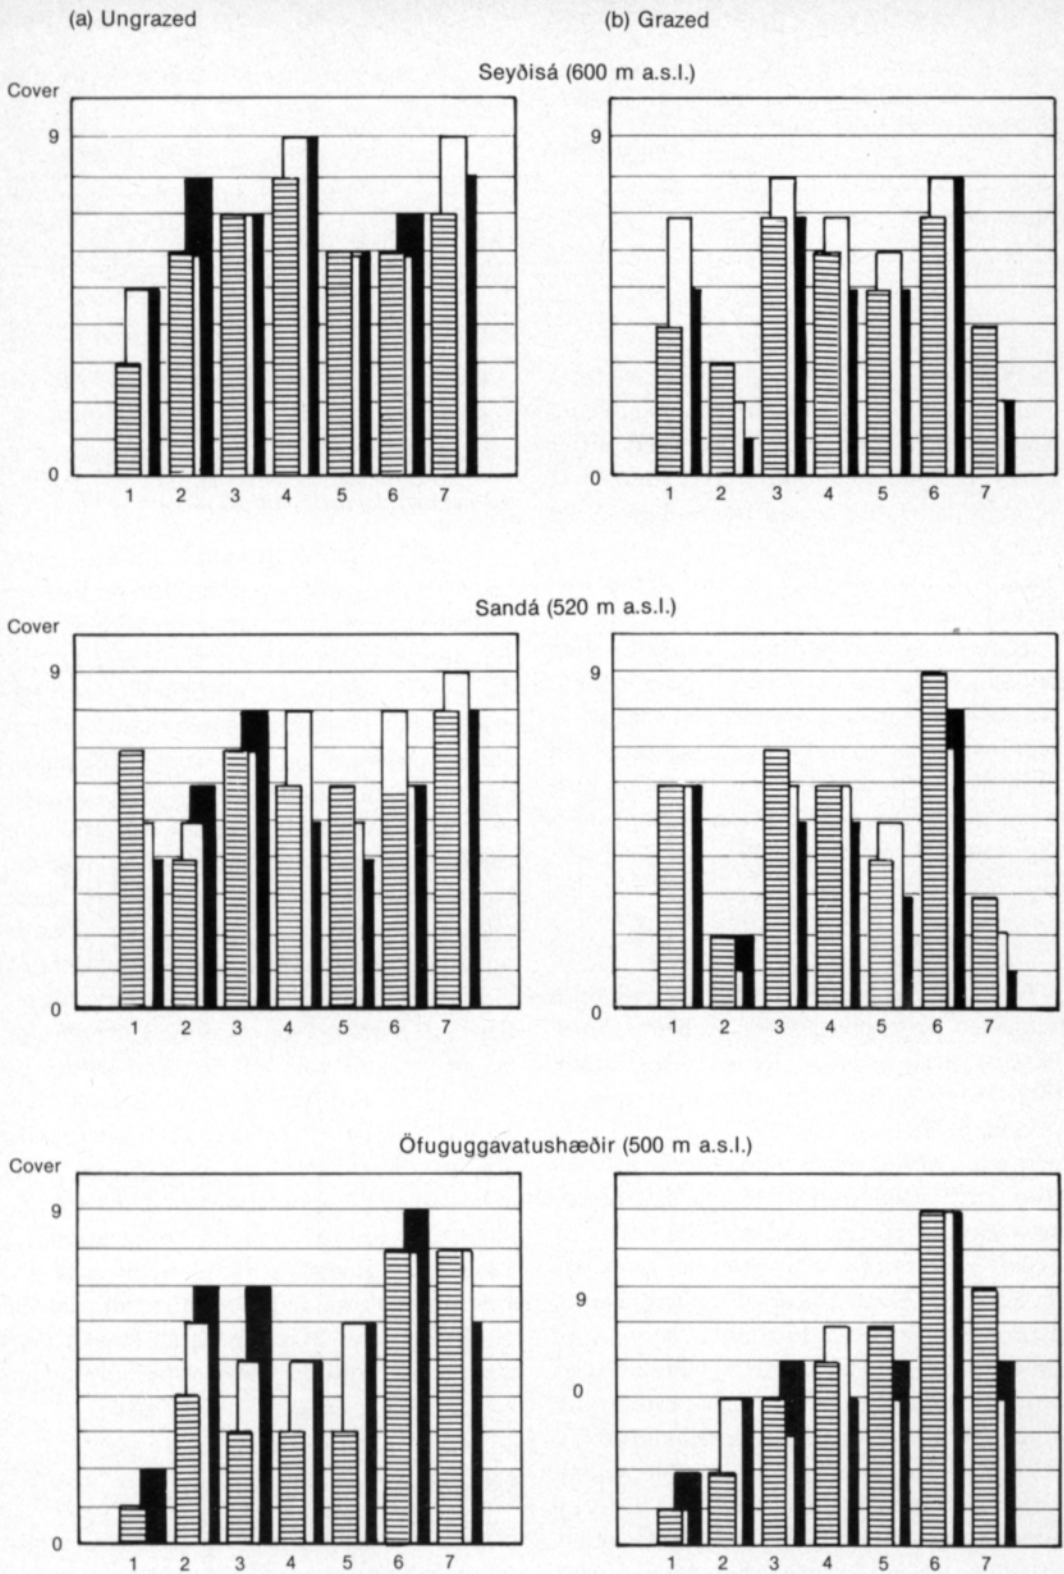 (a) Ungrazed (b) Grazed
Seyðisá (600 m a.s.l.)
Cover
9 9
0 0
1 2 3 4 5 6 7 1 2 3 4 5 6 7
Sandá (520 m a.s.l.)
Cover
9 9
0 0
1 2 3 4 5 6 7 1 2 3 4 5 6 7
Öfuguggavatushæðir (500 m a.s.l.)
Cover
9
9
0
0
1 2 3 4 5 6 7 1 2 3 4 5 6 7